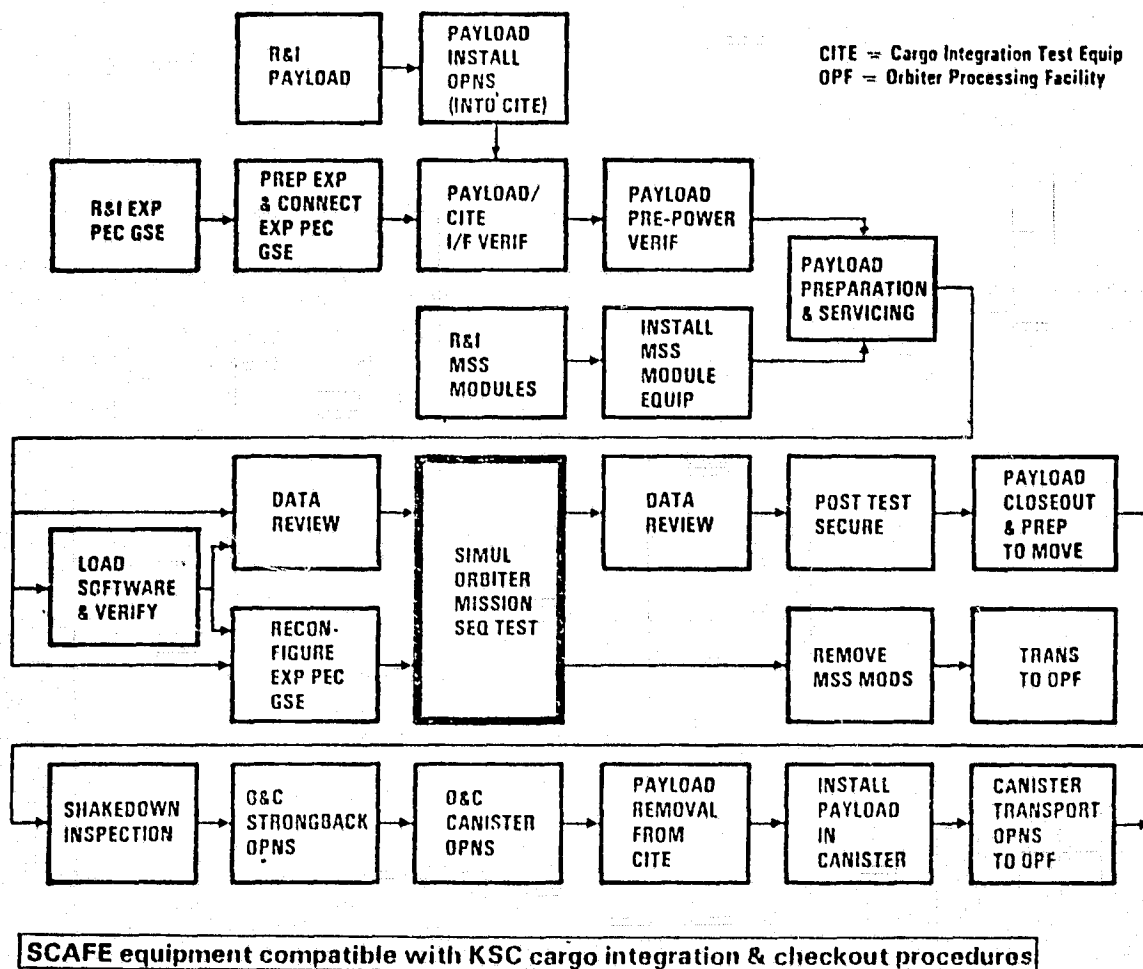 R&I
PAYLOAD
PAYLOAD
INSTALL
OPNS
(INTO CITE)
CITE = Cargo Integration Test Equip
OPF = Orbiter Processing Facility
R&I EXP
PEC GSE
PREP EXP
& CONNECT
EXP PEC
GSE
PAYLOAD/
CITE
I/F VERIF
PAYLOAD
PRE-POWER
VERIF
PAYLOAD
PREPARATION
& SERVICING
R&I
MSS
MODULES
INSTALL
MSS
MODULE
EQUIP
DATA
REVIEW
LOAD
SOFTWARE
& VERIFY
RECON-
FIGURE
EXP PEC
GSE
SIMUL
ORBITER
MISSION
SEQ TEST
DATA
REVIEW
POST TEST
SECURE
PAYLOAD
CLOSEOUT
& PREP
TO MOVE
REMOVE
MSS MODS
TRANS
TO OPF
SHAKEDOWN
INSPECTION
O&C
STRONGBACK
OPNS
O&C
CANISTER
OPNS
PAYLOAD
REMOVAL
FROM
CITE
INSTALL
PAYLOAD
IN
CANISTER
CANISTER
TRANSPORT
OPNS
TO OPF
SCAFE equipment compatible with KSC cargo integration & checkout procedures